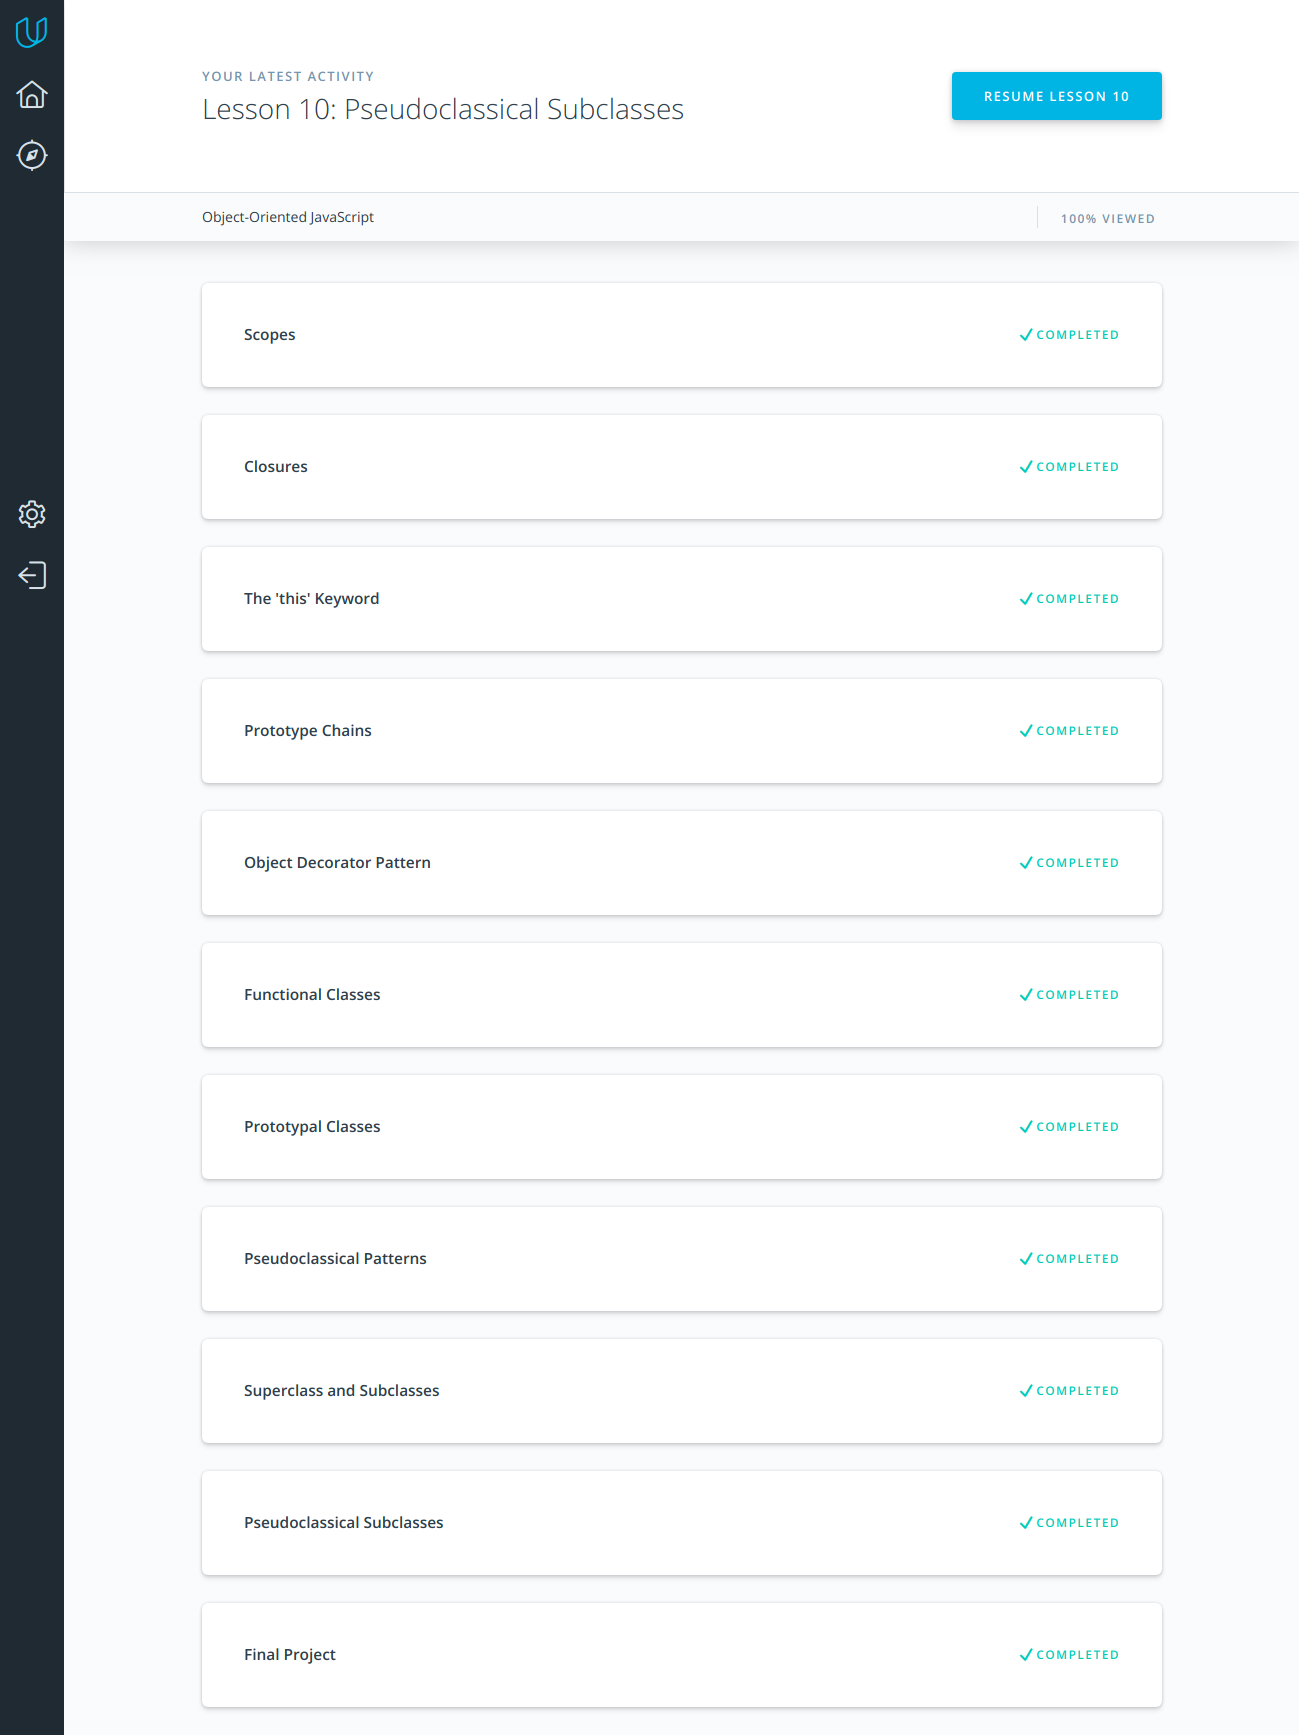 YOUR LATEST ACTIVITY
Lesson 10: Pseudoclassical Subclasses
RESUME LESSON 10
Object-Oriented JavaScript
100% VIEWED
Scopes
COMPLETED
Closures
COMPLETED
The 'this' Keyword
COMPLETED
Prototype Chains
COMPLETED
Object Decorator Pattern
COMPLETED
Functional Classes
COMPLETED
Prototypal Classes
COMPLETED
Pseudoclassical Patterns
COMPLETED
Superclass and Subclasses
COMPLETED
Pseudoclassical Subclasses
COMPLETED
Final Project
COMPLETED